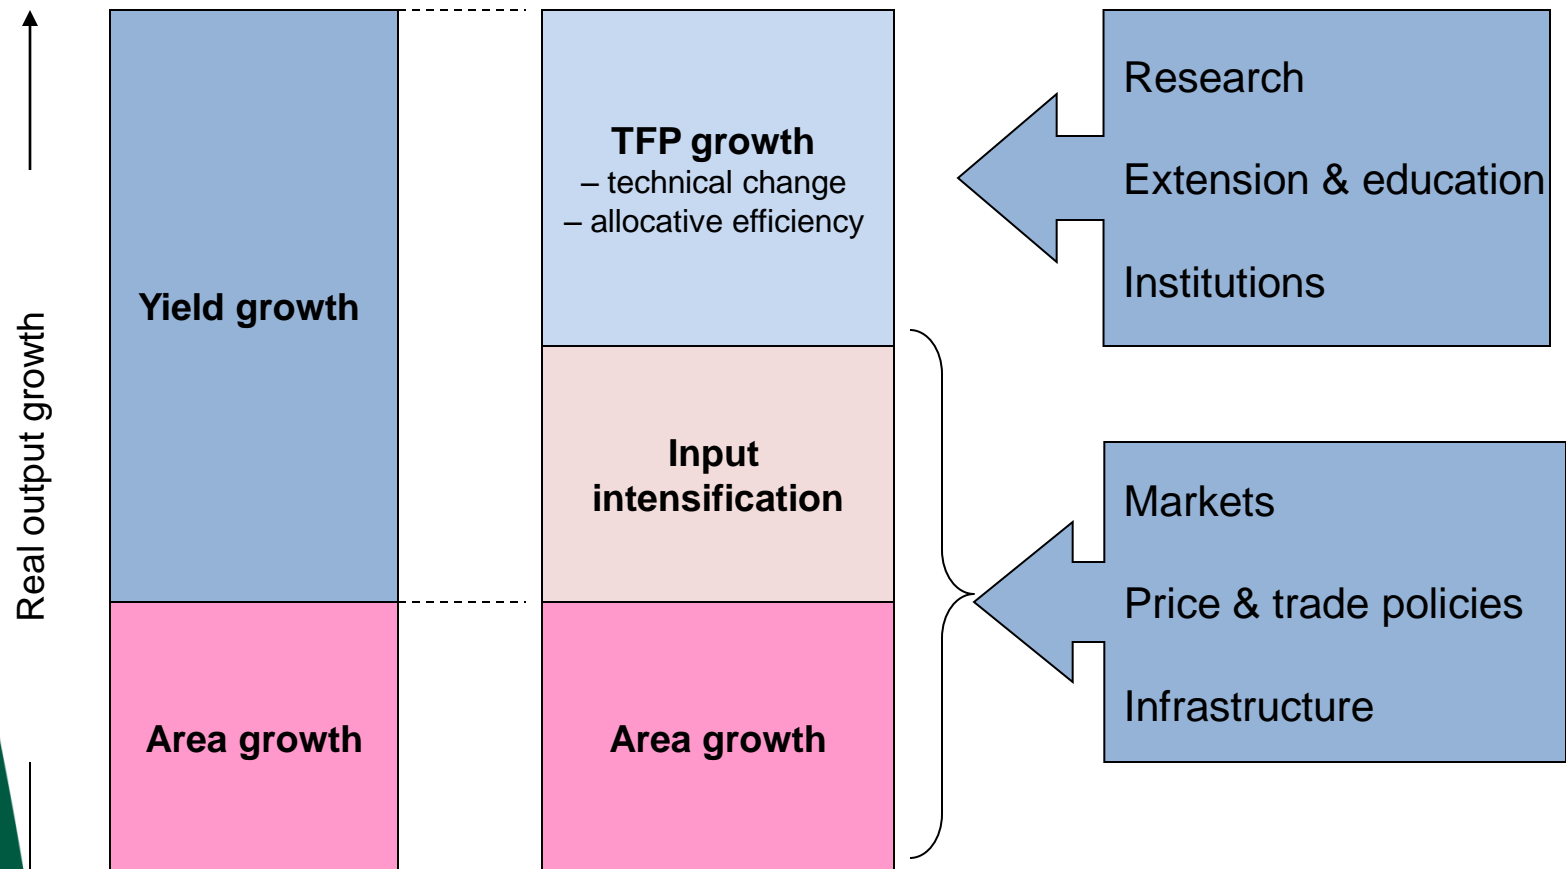 Real output growth
Yield growth
Area growth
TFP growth
– technical change
– allocative efficiency
Input
intensification
Area growth
Research
Extension & education
Institutions
Markets
Price & trade policies
Infrastructure